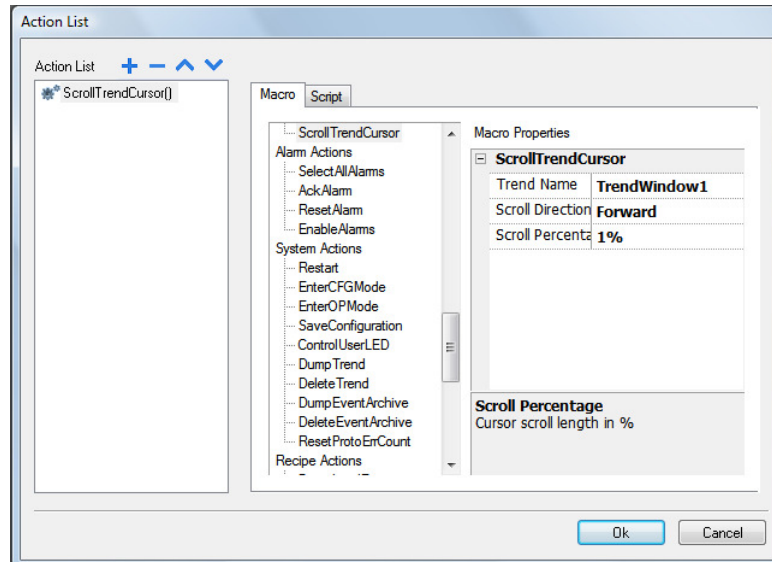 Action List
Action List
ScrollTrendCursor()
Macro
Script
ScrollTrendCursor
Alarm Actions
SelectAllAlarms
AckAlarm
ResetAlarm
EnableAlarms
System Actions
Restart
EnterCFGMode
EnterOPMode
SaveConfiguration
ControlUserLED
DumpTrend
DeleteTrend
DumpEventArchive
DeleteEventArchive
ResetProtoErrCount
Recipe Actions
Macro Properties
ScrollTrendCursor
Trend Name TrendWindow1
Scroll Direction Forward
Scroll Percenta 1%
Scroll Percentage
Cursor scroll length in %
Ok
Cancel